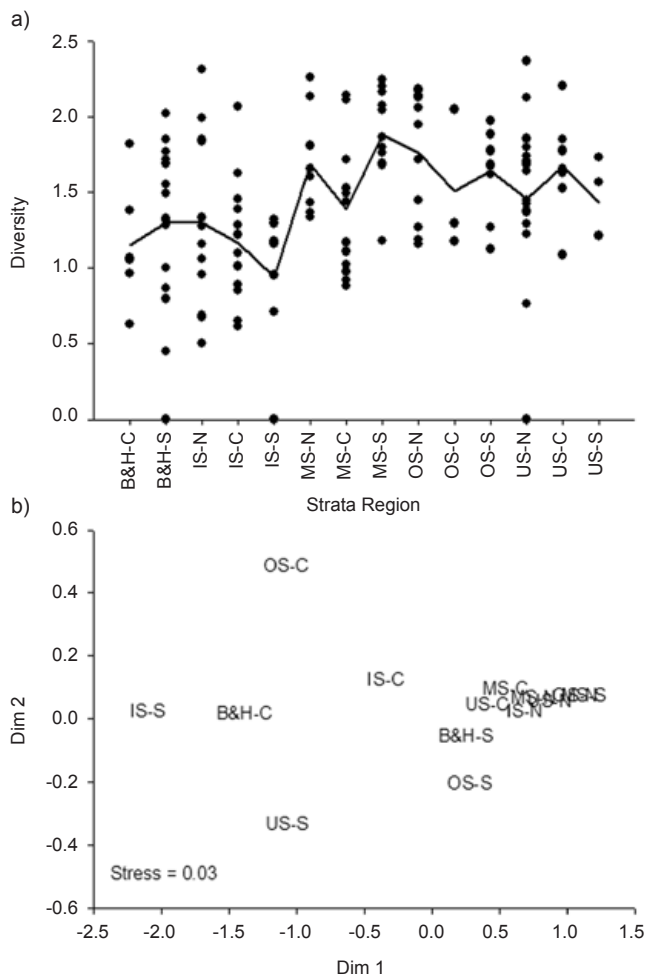 a)
2.5
2.0
1.5
1.0
0.5
0.0
Diversity
B&H-C
B&H-S
IS-N
IS-C
IS-S
MS-N
MS-C
MS-S
OS-N
OS-C
OS-S
US-N
US-C
US-S
Strata Region
b)
0.6
0.4
0.2
0.0
-0.2
-0.4
-0.6
Dim 2
OS-C
IS-C
IS-S
B&H-C
MS-C
US-C
IS-N
B&H-S
OS-S
US-S
Stress = 0.03
-2.5 -2.0 -1.5 -1.0 -0.5 0.0 0.5 1.0 1.5
Dim 1